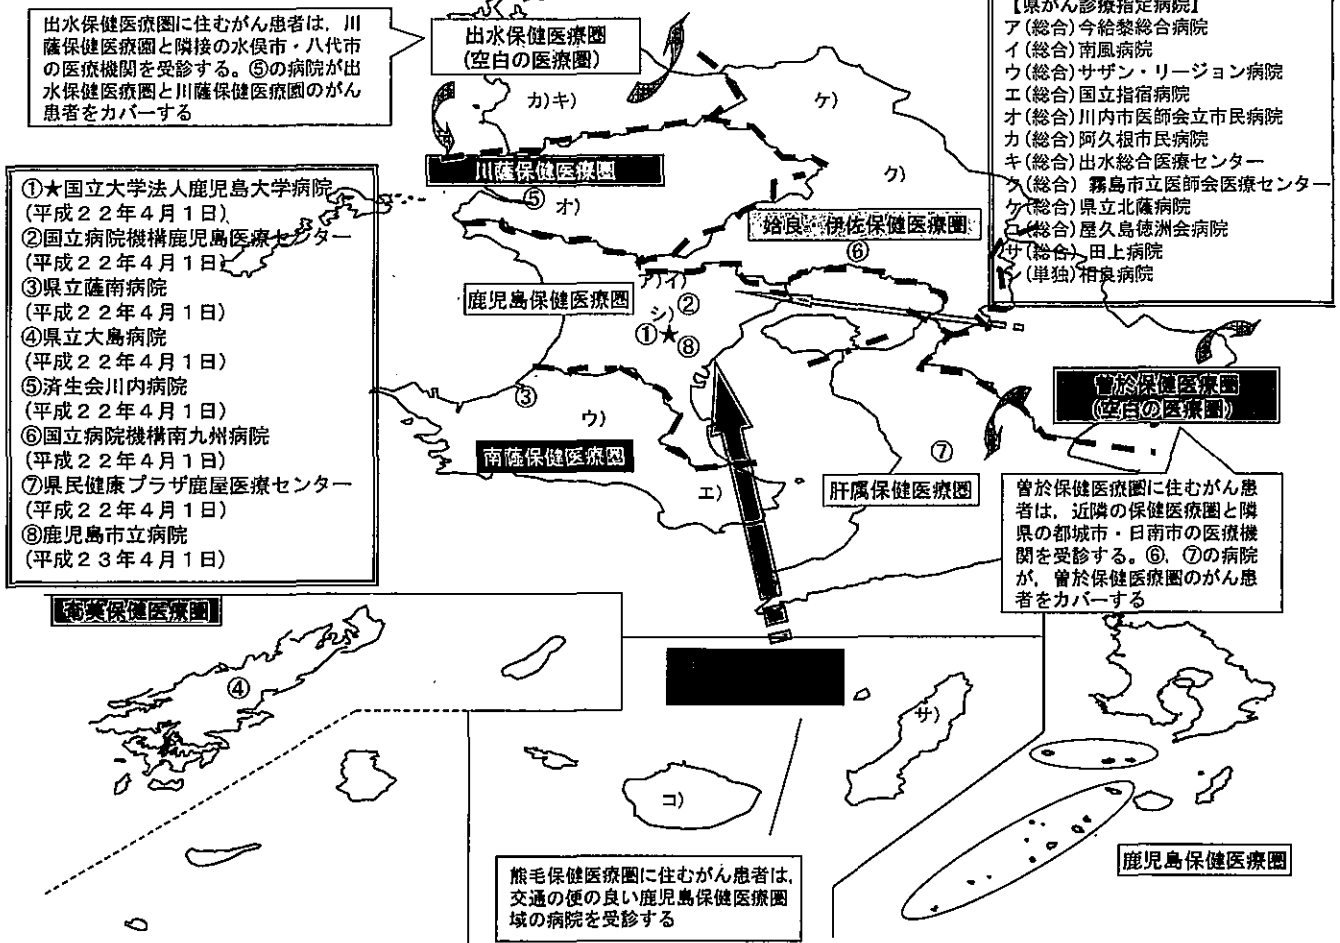 出水保健医療圏に住むがん患者は，川
薩保健医療圏と隣接の水俣市・八代市
の医療機関を受診する。⑤の病院が出
水保健医療圏と川薩保健医療圏のがん
患者をカバーする
出水保健医療圏
(空白の医療圏)
カ)キ)
ケ)
ク)
【県がん診療指定病院】
ア(総合)今給黎総合病院
イ(総合)南風病院
ウ(総合)サザン・リージョン病院
エ(総合)国立指宿病院
オ(総合)川内市医師会立市民病院
カ(総合)阿久根市民病院
キ(総合)出水総合医療センター
ク(総合) 霧島市立医師会医療センター
ケ(総合)県立北薩病院
コ(総合)屋久島徳洲会病院
サ(総合) 田上病院
シ(単独)相良病院
①★国立大学法人鹿児島大学病院
(平成２２年４月１日)
②国立病院機構鹿児島医療センター
(平成２２年４月１日)
③県立薩南病院
(平成２２年４月１日)
④県立大島病院
(平成２２年４月１日)
⑤済生会川内病院
(平成２２年４月１日)
⑥国立病院機構南九州病院
(平成２２年４月１日)
⑦県民健康プラザ鹿屋医療センター
(平成２２年４月１日)
⑧鹿児島市立病院
(平成２３年４月１日)
川薩保健医療圏
⑤ オ)
姶良・伊佐保健医療圏
⑥
鹿児島保健医療圏
ア)イ)
②
シ)
①★⑧
③
ウ)
南薩保健医療圏
エ)
⑦
肝属保健医療圏
曽於保健医療圏
(空白の医療圏)
曽於保健医療圏に住むがん患
者は，近隣の保健医療圏と隣
県の都城市・日南市の医療機
関を受診する。⑥，⑦の病院
が，曽於保健医療圏のがん患
者をカバーする
奄美保健医療圏
④
サ)
コ)
熊毛保健医療圏に住むがん患者は，
交通の便の良い鹿児島保健医療圏
域の病院を受診する
鹿児島保健医療圏